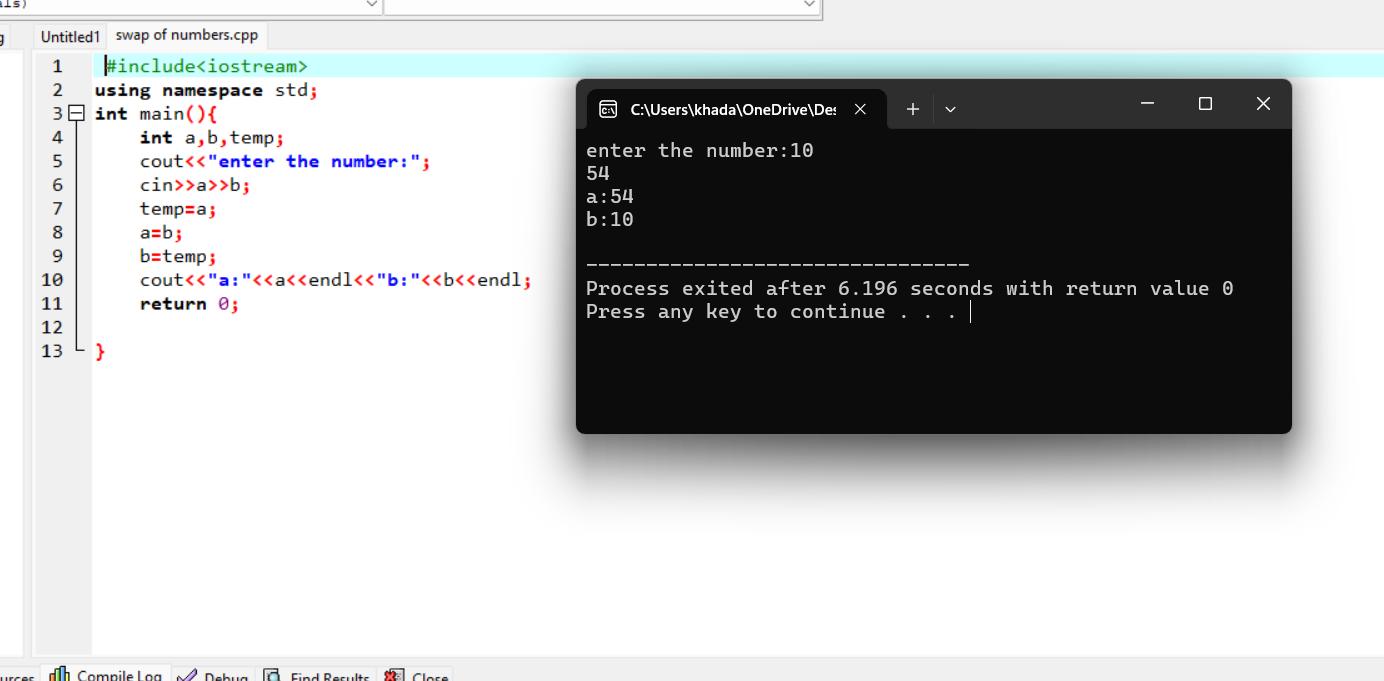 Untitled1 swap of numbers.cpp
1 #include<iostream>
2 using namespace std;
3 int main(){
4 int a,b,temp;
5 cout<<"enter the number:";
6 cin>>a>>b;
7 temp=a;
8 a=b;
9 b=temp;
10 cout<<"a:"<<a<<endl<<"b:"<<b<<endl;
11 return 0;
12
13 }
C:\Users\khada\OneDrive\Des
enter the number:10
54
a:54
b:10
--------------------------------
Process exited after 6.196 seconds with return value 0
Press any key to continue . . .
Compile Log Debug Find Results Close